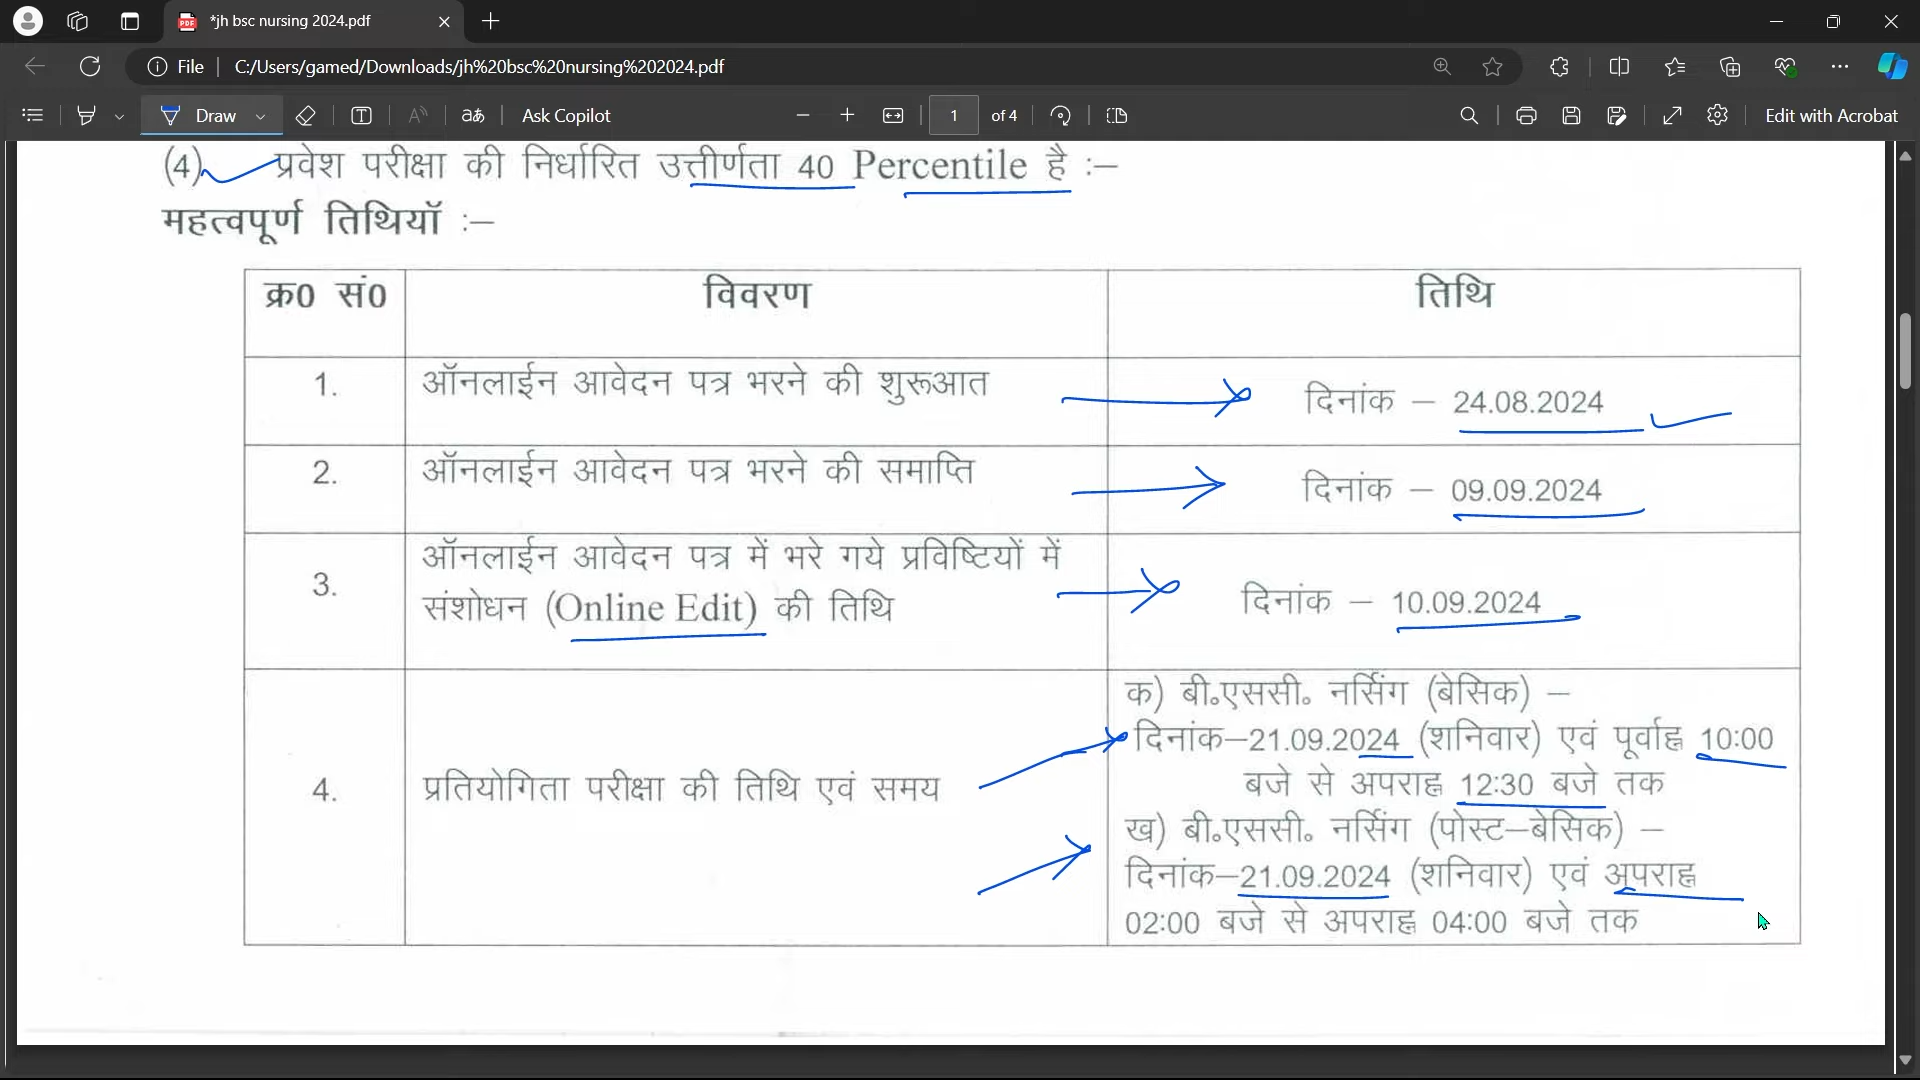 *jh bsc nursing 2024.pdf
File
C:/Users/gamed/Downloads/jh%20bsc%20nursing%202024.pdf
Draw
Ask Copilot
1 of 4
Edit with Acrobat
(4) प्रवेश परीक्षा की निर्धारित उत्तीर्णता 40 Percentile है :–
महत्वपूर्ण तिथियॉ :–
क्र0 सं0 विवरण तिथि
1. ऑनलाईन आवेदन पत्र भरने की शुरूआत दिनांक – 24.08.2024
2. ऑनलाईन आवेदन पत्र भरने की समाप्ति दिनांक – 09.09.2024
3. ऑनलाईन आवेदन पत्र में भरे गये प्रविष्टियों में
संशोधन (Online Edit) की तिथि दिनांक – 10.09.2024
4. प्रतियोगिता परीक्षा की तिथि एवं समय
क) बी॰एससी॰ नर्सिंग (बेसिक) –
दिनांक–21.09.2024 (शनिवार) एवं पूर्वाह्न 10:00
बजे से अपराह्न 12:30 बजे तक
ख) बी॰एससी॰ नर्सिंग (पोस्ट–बेसिक) –
दिनांक–21.09.2024 (शनिवार) एवं अपराह्न
02:00 बजे से अपराह्न 04:00 बजे तक